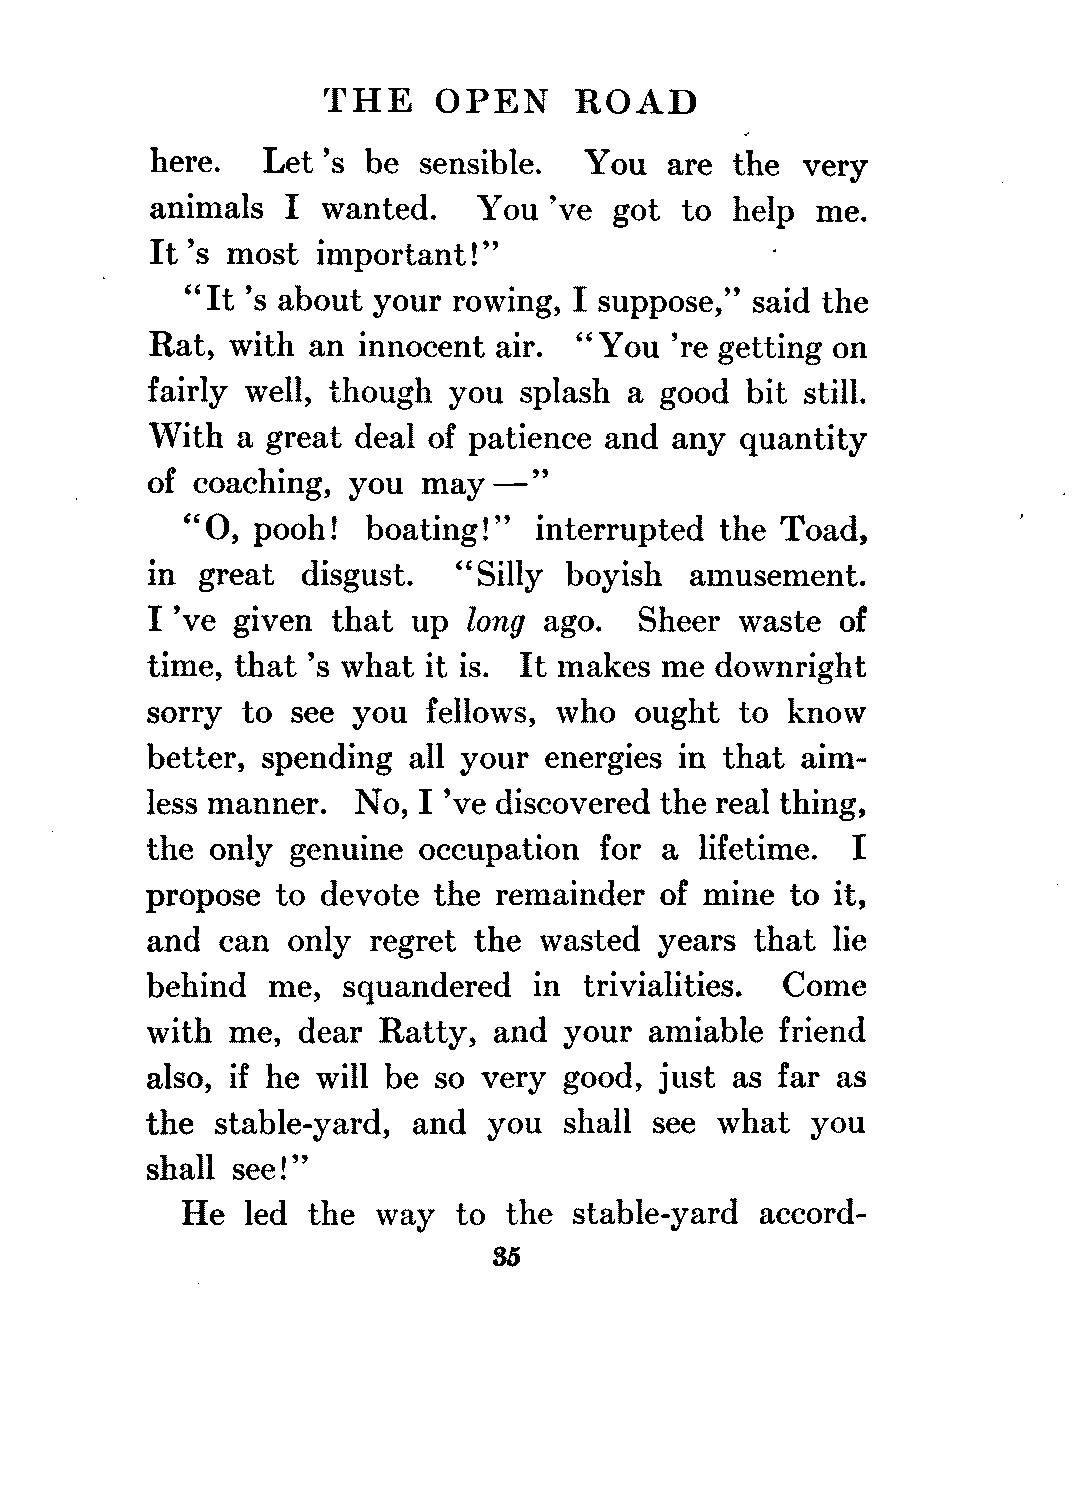 THE OPEN ROAD
here. Let 's be sensible. You are the very
animals I wanted. You 've got to help me.
It 's most important!"
"It 's about your rowing, I suppose," said the
Rat, with an innocent air. "You 're getting on
fairly well, though you splash a good bit still.
With a great deal of patience and any quantity
of coaching, you may —"
"O, pooh! boating!" interrupted the Toad,
in great disgust. "Silly boyish amusement.
I 've given that up long ago. Sheer waste of
time, that 's what it is. It makes me downright
sorry to see you fellows, who ought to know
better, spending all your energies in that aim-
less manner. No, I 've discovered the real thing,
the only genuine occupation for a lifetime. I
propose to devote the remainder of mine to it,
and can only regret the wasted years that lie
behind me, squandered in trivialities. Come
with me, dear Ratty, and your amiable friend
also, if he will be so very good, just as far as
the stable-yard, and you shall see what you
shall see!"
He led the way to the stable-yard accord-
35